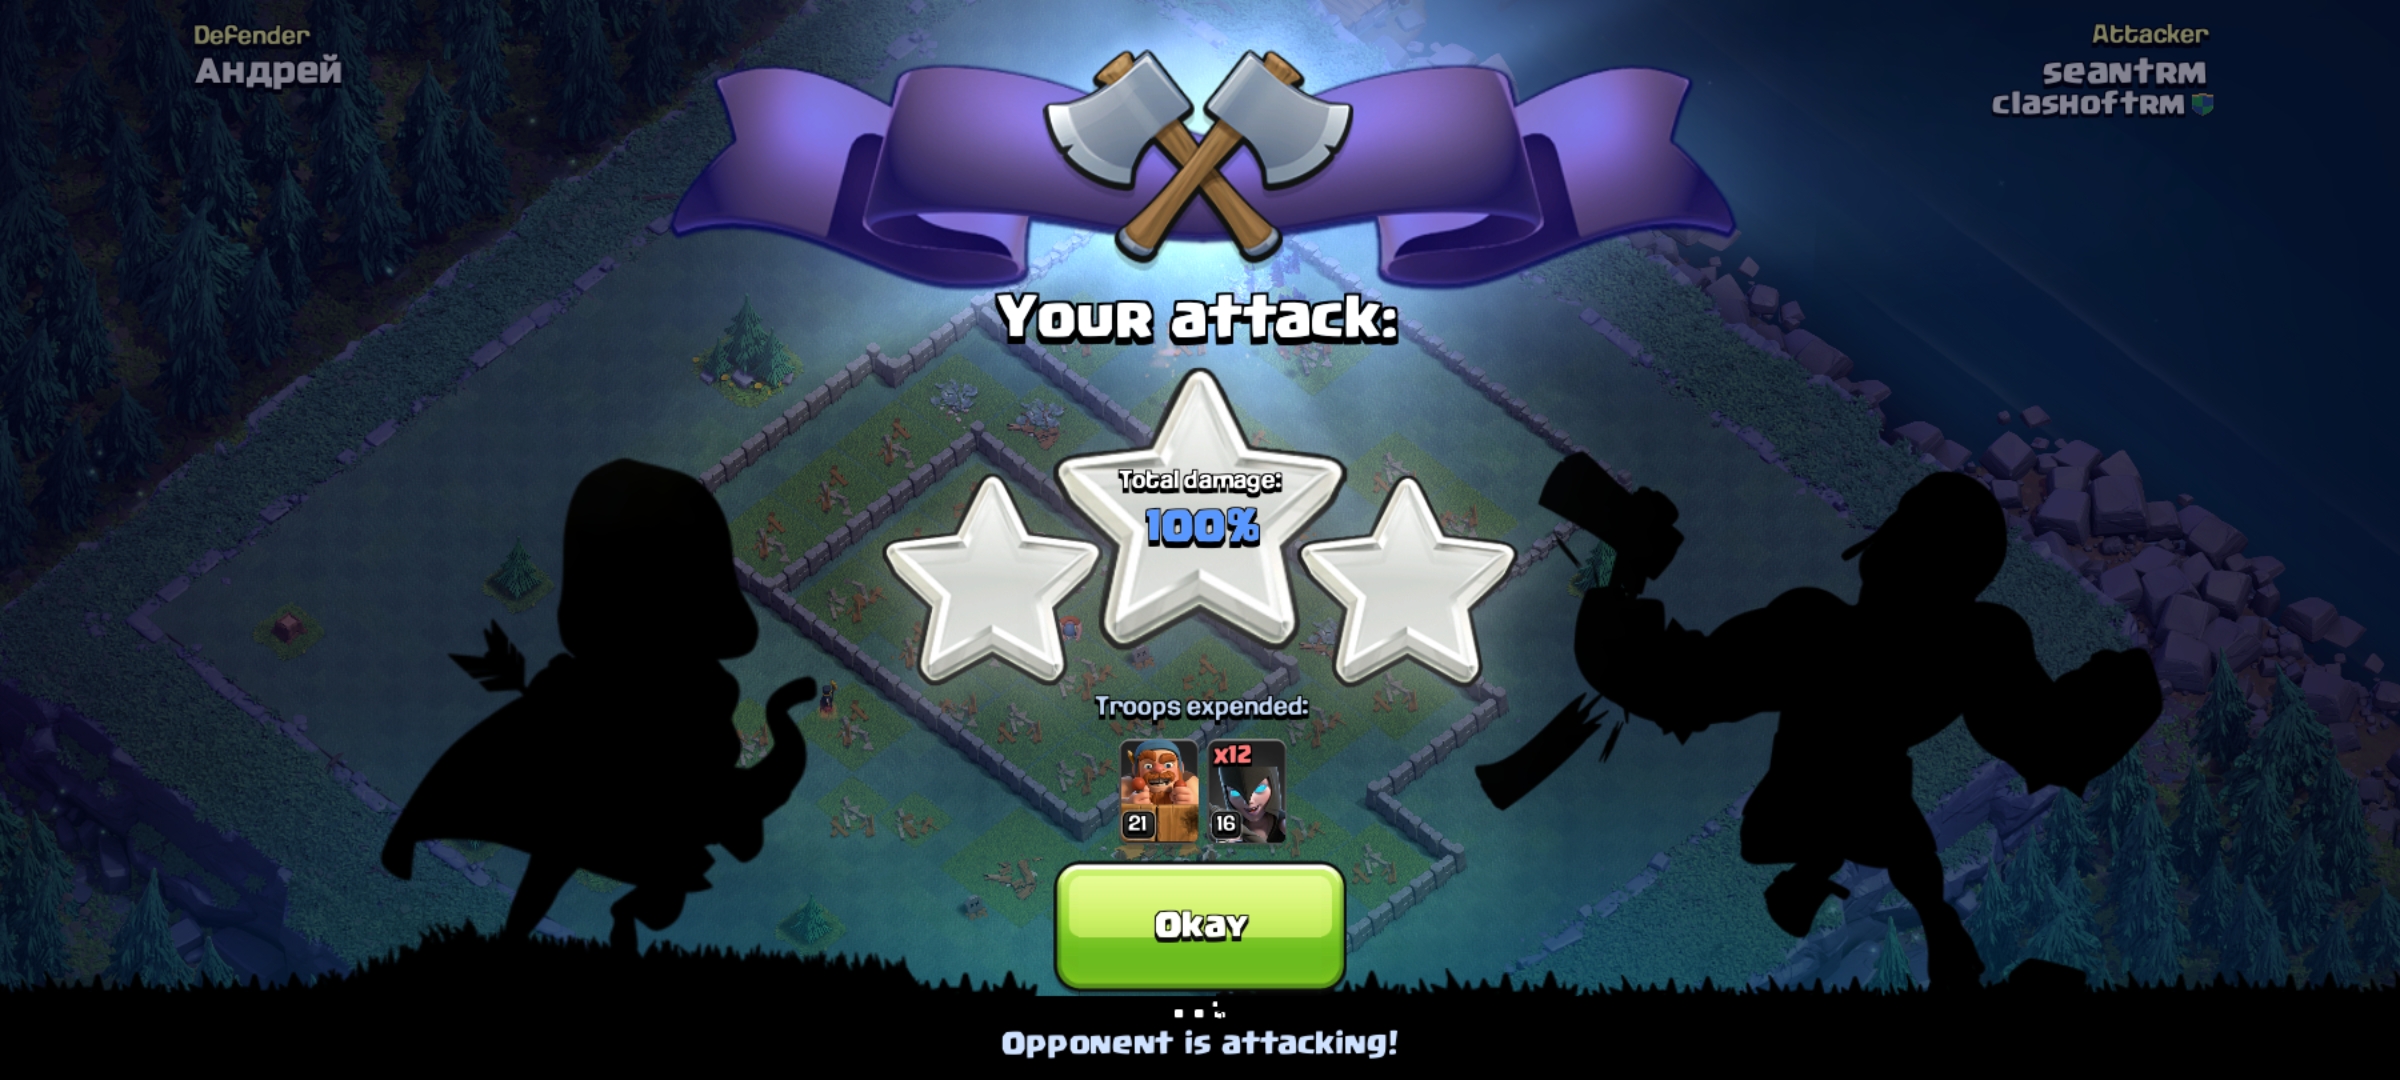 Defender
Андрей
Attacker
seantrm
clashoftrm
Your attack:
Total damage:
100%
Troops expended:
x12
21
16
Okay
Opponent is attacking!